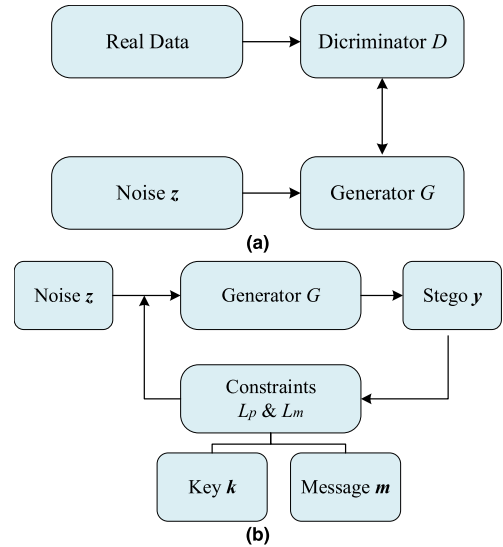 Real Data
Dicriminator D
Noise z
Generator G
(a)
Noise z
Generator G
Stego y
Constraints
Lp & Lm
Key k
Message m
(b)